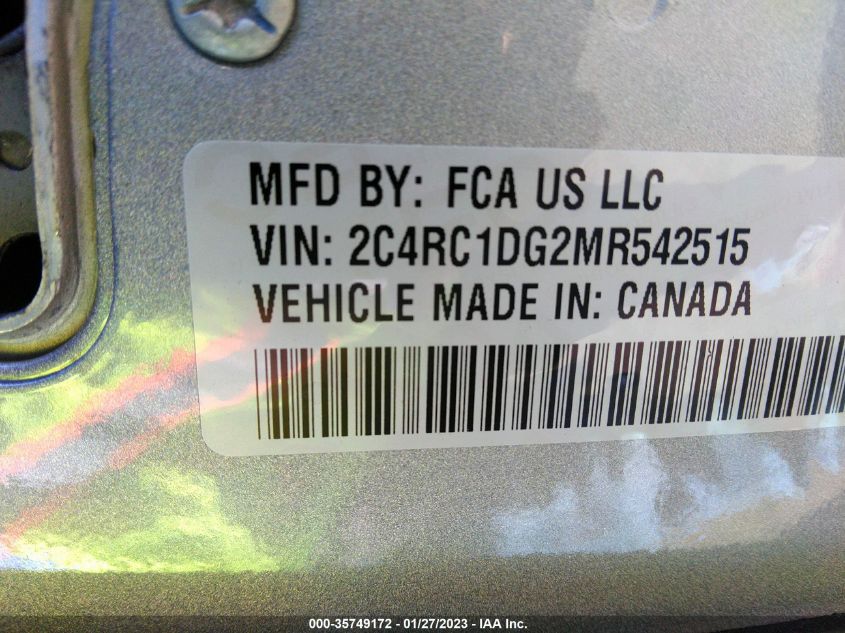 MFD BY: FCA US LLC
VIN: 2C4RC1DG2MR542515
VEHICLE MADE IN: CANADA
000-35749172 - 01/27/2023 - IAA Inc.